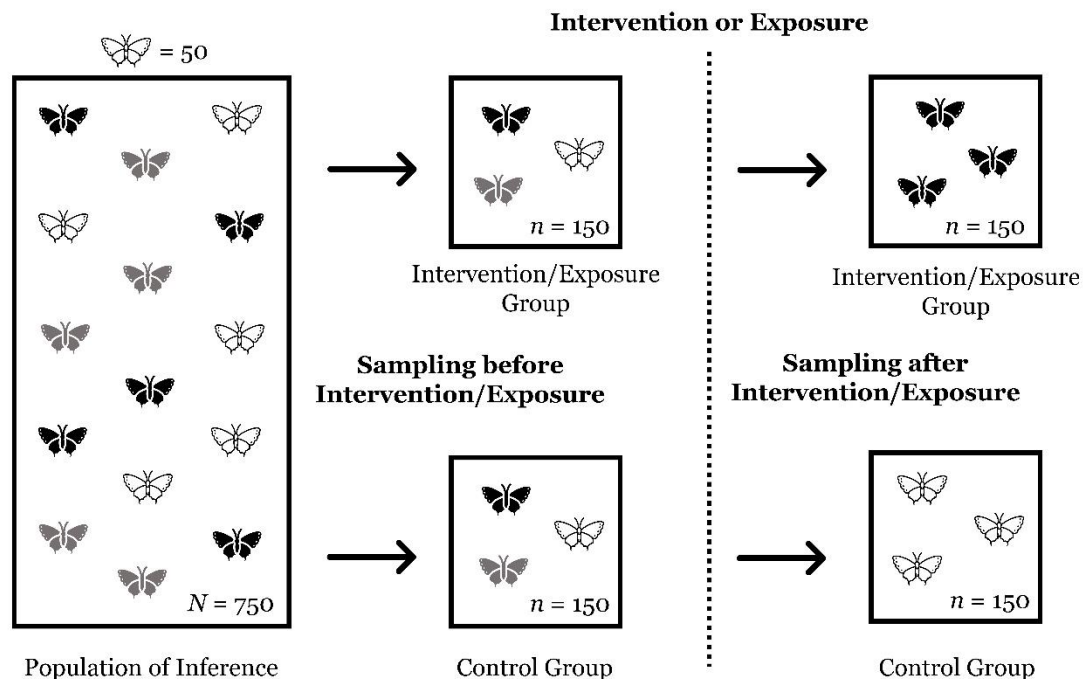 Intervention or Exposure
= 50
n = 150
Intervention/Exposure
Group
n = 150
Intervention/Exposure
Group
Sampling before
Intervention/Exposure
Sampling after
Intervention/Exposure
N = 750
n = 150
n = 150
Population of Inference
Control Group
Control Group